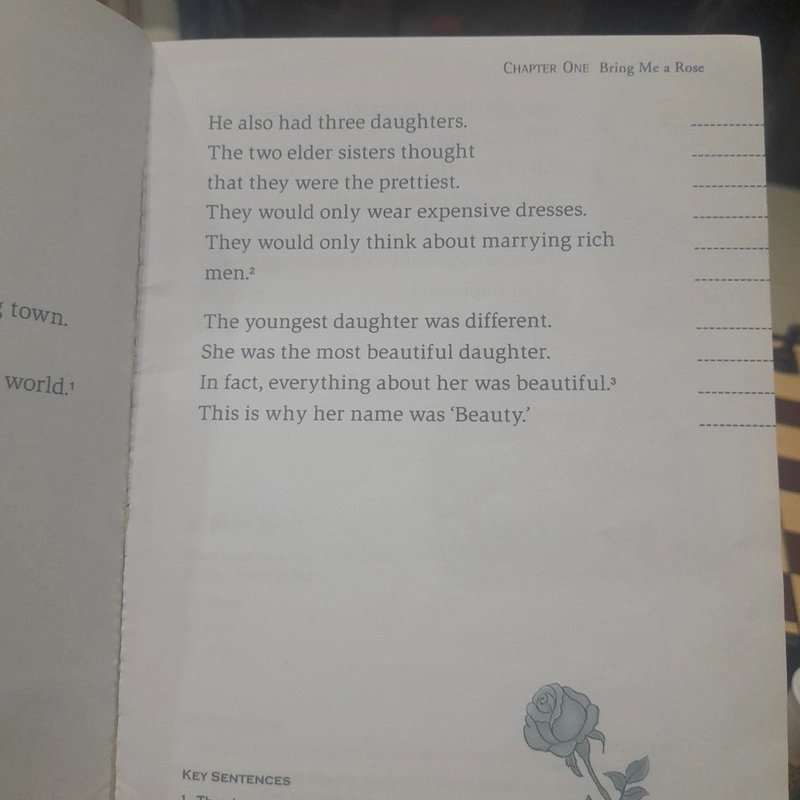 town.
world.¹
CHAPTER ONE Bring Me a Rose
He also had three daughters.
The two elder sisters thought
that they were the prettiest.
They would only wear expensive dresses.
They would only think about marrying rich
men.²
The youngest daughter was different.
She was the most beautiful daughter.
In fact, everything about her was beautiful.³
This is why her name was ‘Beauty.’
KEY SENTENCES